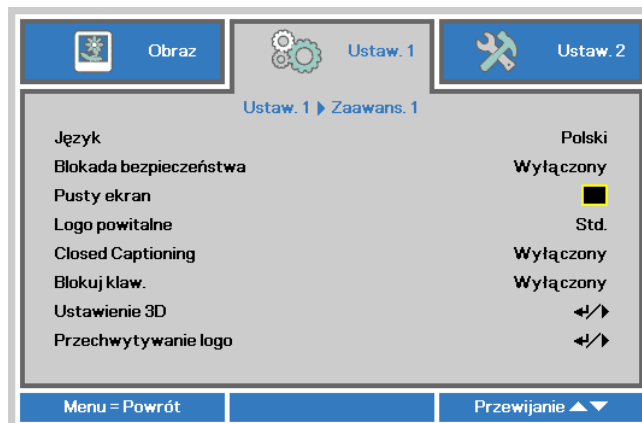 Obraz
Ustaw. 1
Ustaw. 2
Ustaw. 1 ▶ Zaawans. 1
Język Polski
Blokada bezpieczeństwa Wyłączony
Pusty ekran
Logo powitalne Std.
Closed Captioning Wyłączony
Blokuj klaw. Wyłączony
Ustawienie 3D ↵/▶
Przechwytywanie logo ↵/▶
Menu = Powrót
Przewijanie ▲▼